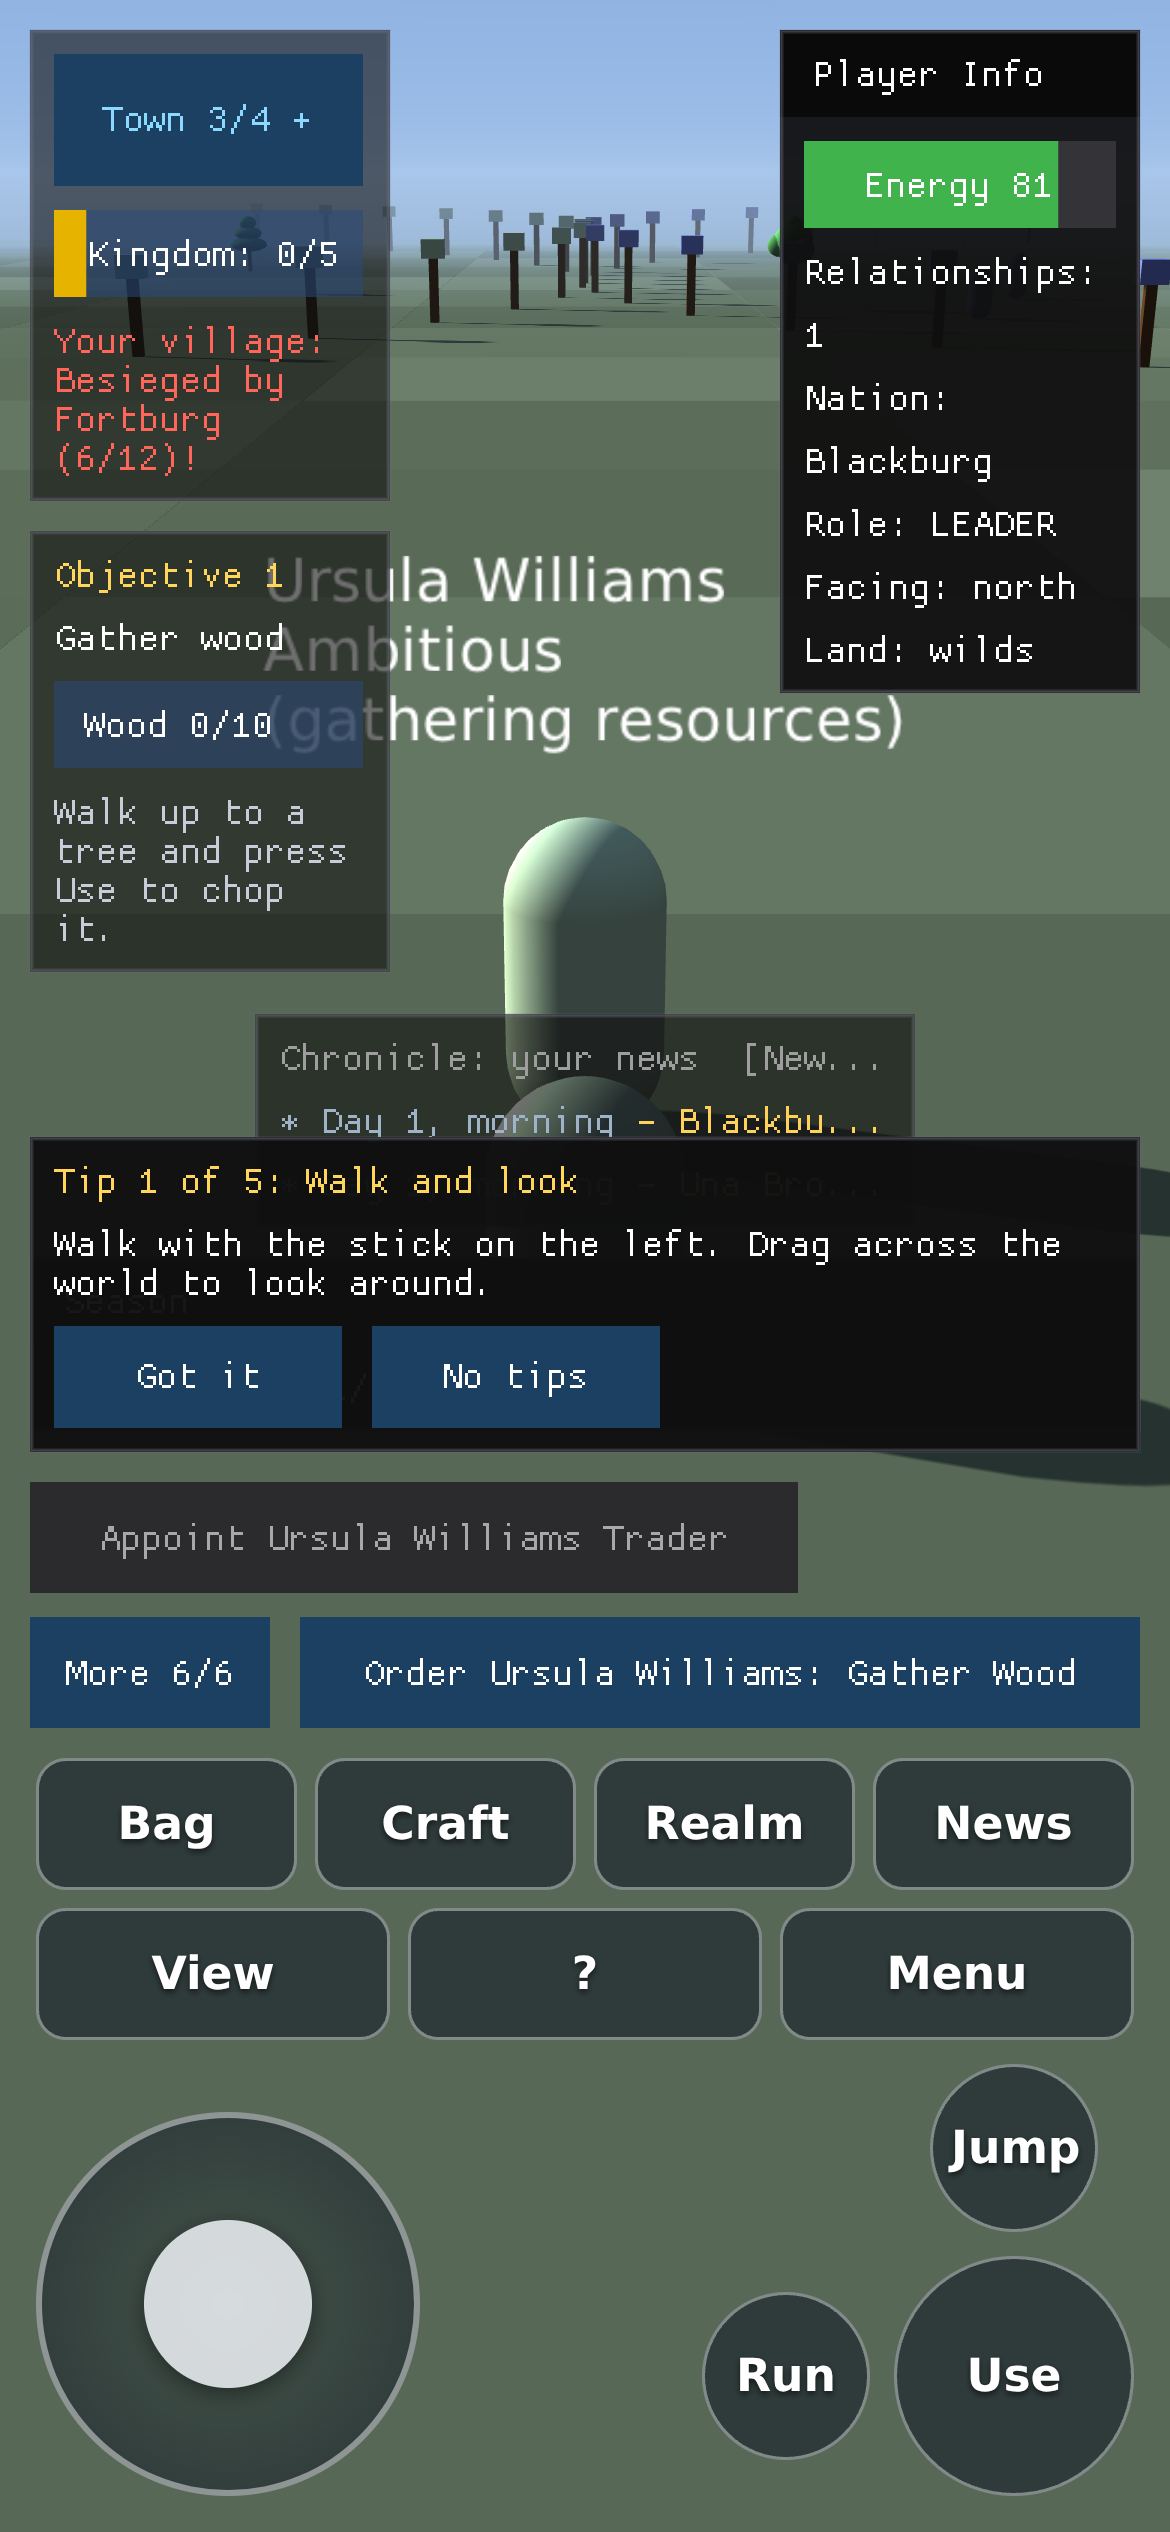 Town 3/4 +
Kingdom: 0/5
Your village:
Besieged by
Fortburg
(6/12)!
Player Info
Energy 81
Relationships:
1
Nation:
Blackburg
Role: LEADER
Facing: north
Land: wilds
Objective 1
Gather wood
Wood 0/10
Walk up to a
tree and press
Use to chop
it.
Ursula Williams
Ambitious
(gathering resources)
Chronicle: your news [New...
* Day 1, morning – Blackbu...
Tip 1 of 5: Walk and look
Walk with the stick on the left. Drag across the
world to look around.
Season
Got it
No tips
Appoint Ursula Williams Trader
More 6/6
Order Ursula Williams: Gather Wood
Bag
Craft
Realm
News
View
?
Menu
Jump
Run
Use